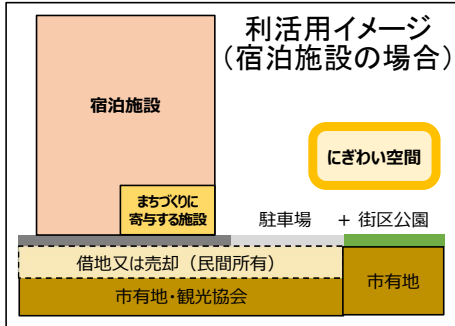 利活用イメージ
（宿泊施設の場合）
宿泊施設
にぎわい空間
まちづくりに
寄与する施設
駐車場 + 街区公園
借地又は売却（民間所有）
市有地・観光協会
市有地